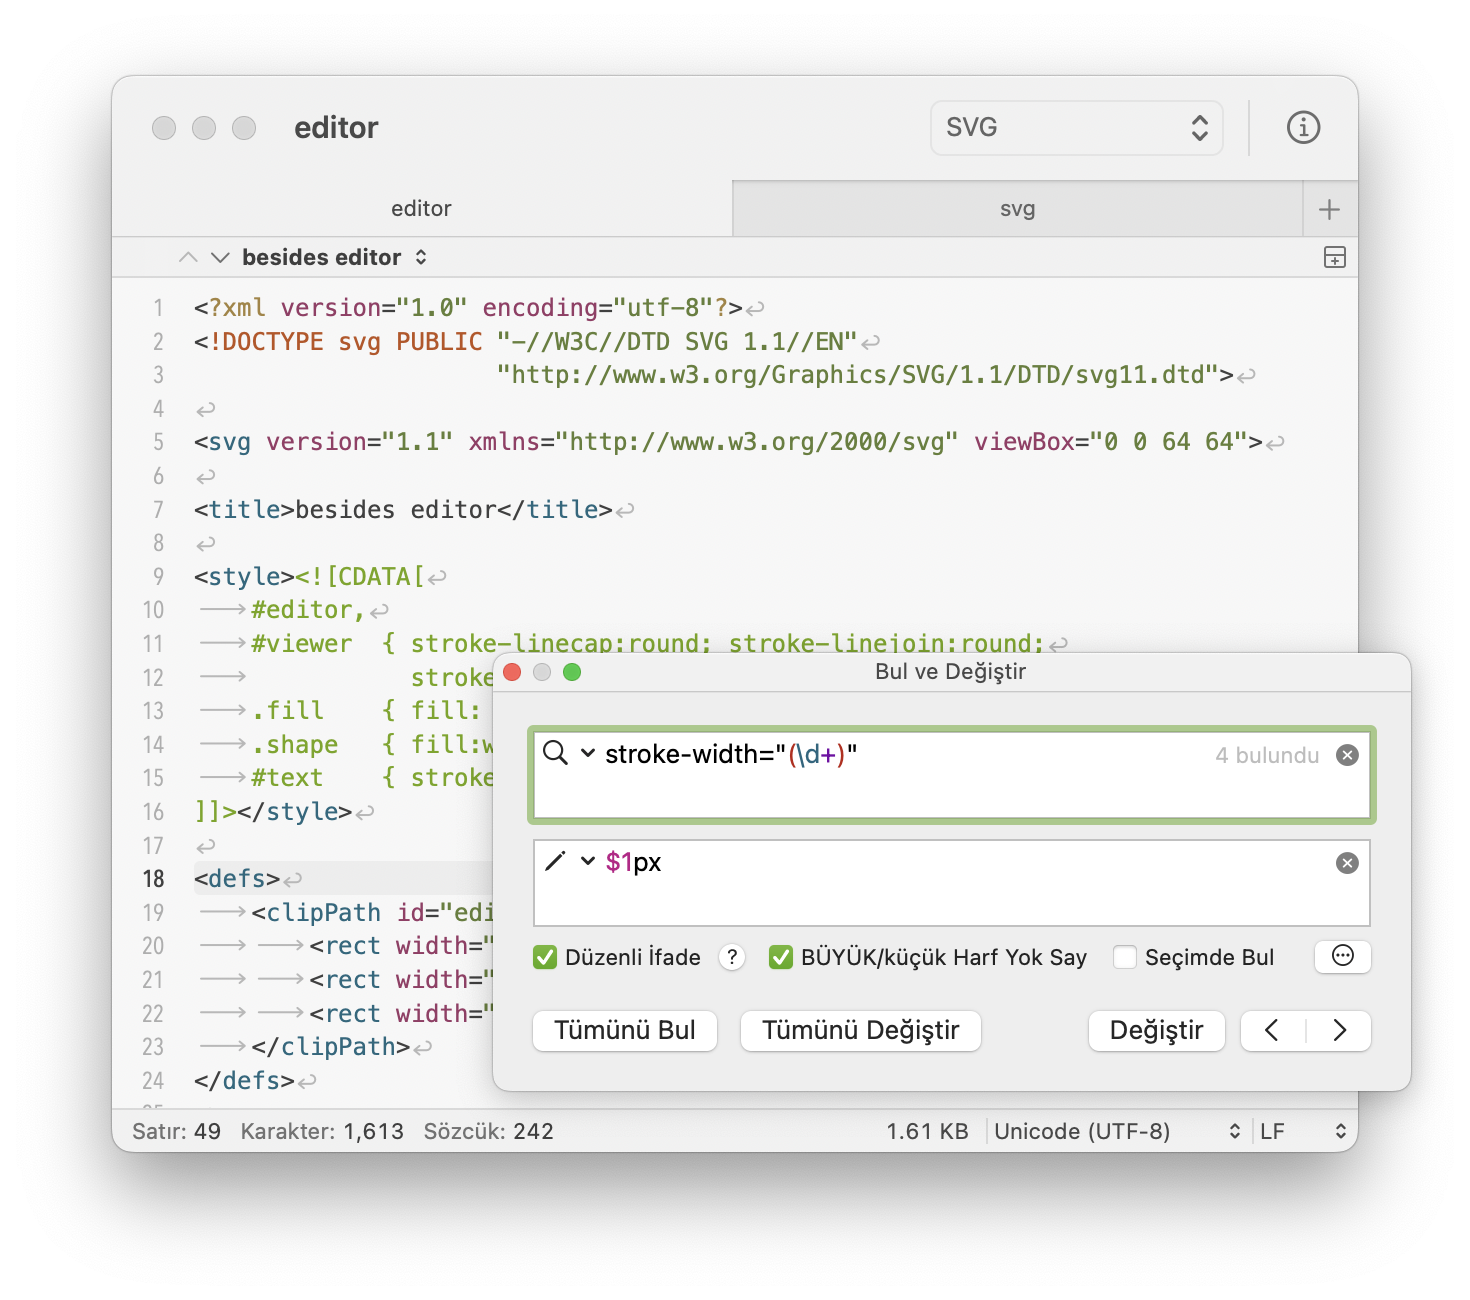 editor
SVG
editor
svg
besides editor
1 <?xml version="1.0" encoding="utf-8"?>
2 <!DOCTYPE svg PUBLIC "-//W3C//DTD SVG 1.1//EN"
3 "http://www.w3.org/Graphics/SVG/1.1/DTD/svg11.dtd">
4
5 <svg version="1.1" xmlns="http://www.w3.org/2000/svg" viewBox="0 0 64 64">
6
7 <title>besides editor</title>
8
9 <style><![CDATA[
10 #editor,
11 #viewer { stroke-linecap:round; stroke-linejoin:round;
12 stroke
13 .fill { fill:
14 .shape { fill:w
15 #text { stroke
16 ]]></style>
17
18 <defs>
19 <clipPath id="edi
20 <rect width="
21 <rect width="
22 <rect width="
23 </clipPath>
24 </defs>
Bul ve Değiştir
stroke-width="(\d+)" 4 bulundu
$1px
Düzenli İfade ? BÜYÜK/küçük Harf Yok Say Seçimde Bul
Tümünü Bul Tümünü Değiştir Değiştir
Satır: 49 Karakter: 1,613 Sözcük: 242 1.61 KB Unicode (UTF-8) LF